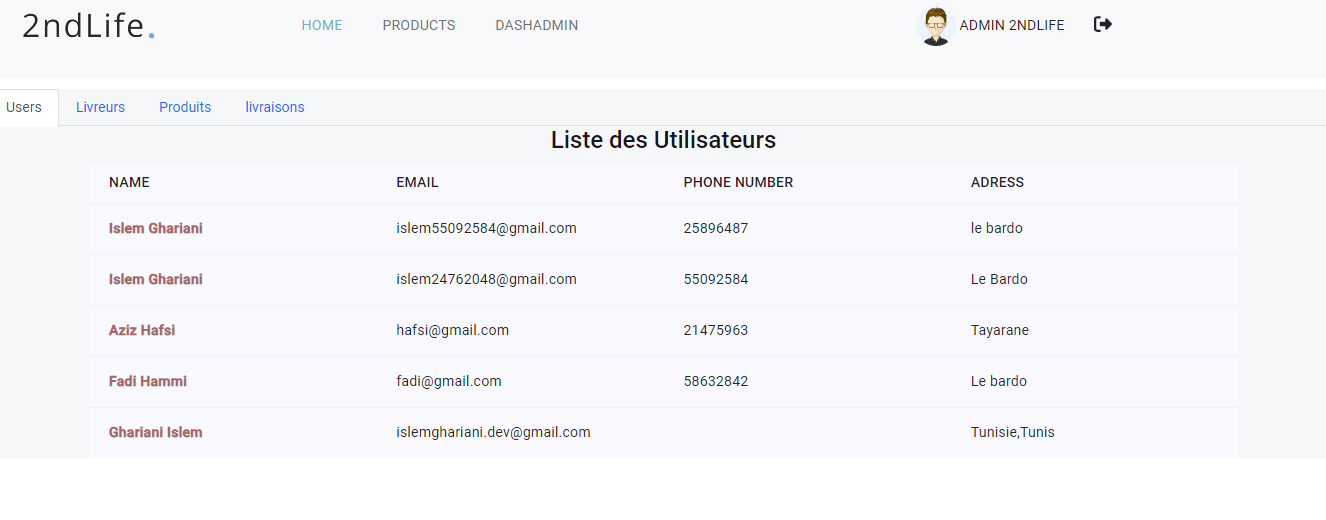 2ndLife. HOME PRODUCTS DASHADMIN ADMIN 2NDLIFE
Users Livreurs Produits livraisons
Liste des Utilisateurs
NAME EMAIL PHONE NUMBER ADRESS
Islem Ghariani islem55092584@gmail.com 25896487 le bardo
Islem Ghariani islem24762048@gmail.com 55092584 Le Bardo
Aziz Hafsi hafsi@gmail.com 21475963 Tayarane
Fadi Hammi fadi@gmail.com 58632842 Le bardo
Ghariani Islem islemghariani.dev@gmail.com Tunisie,Tunis